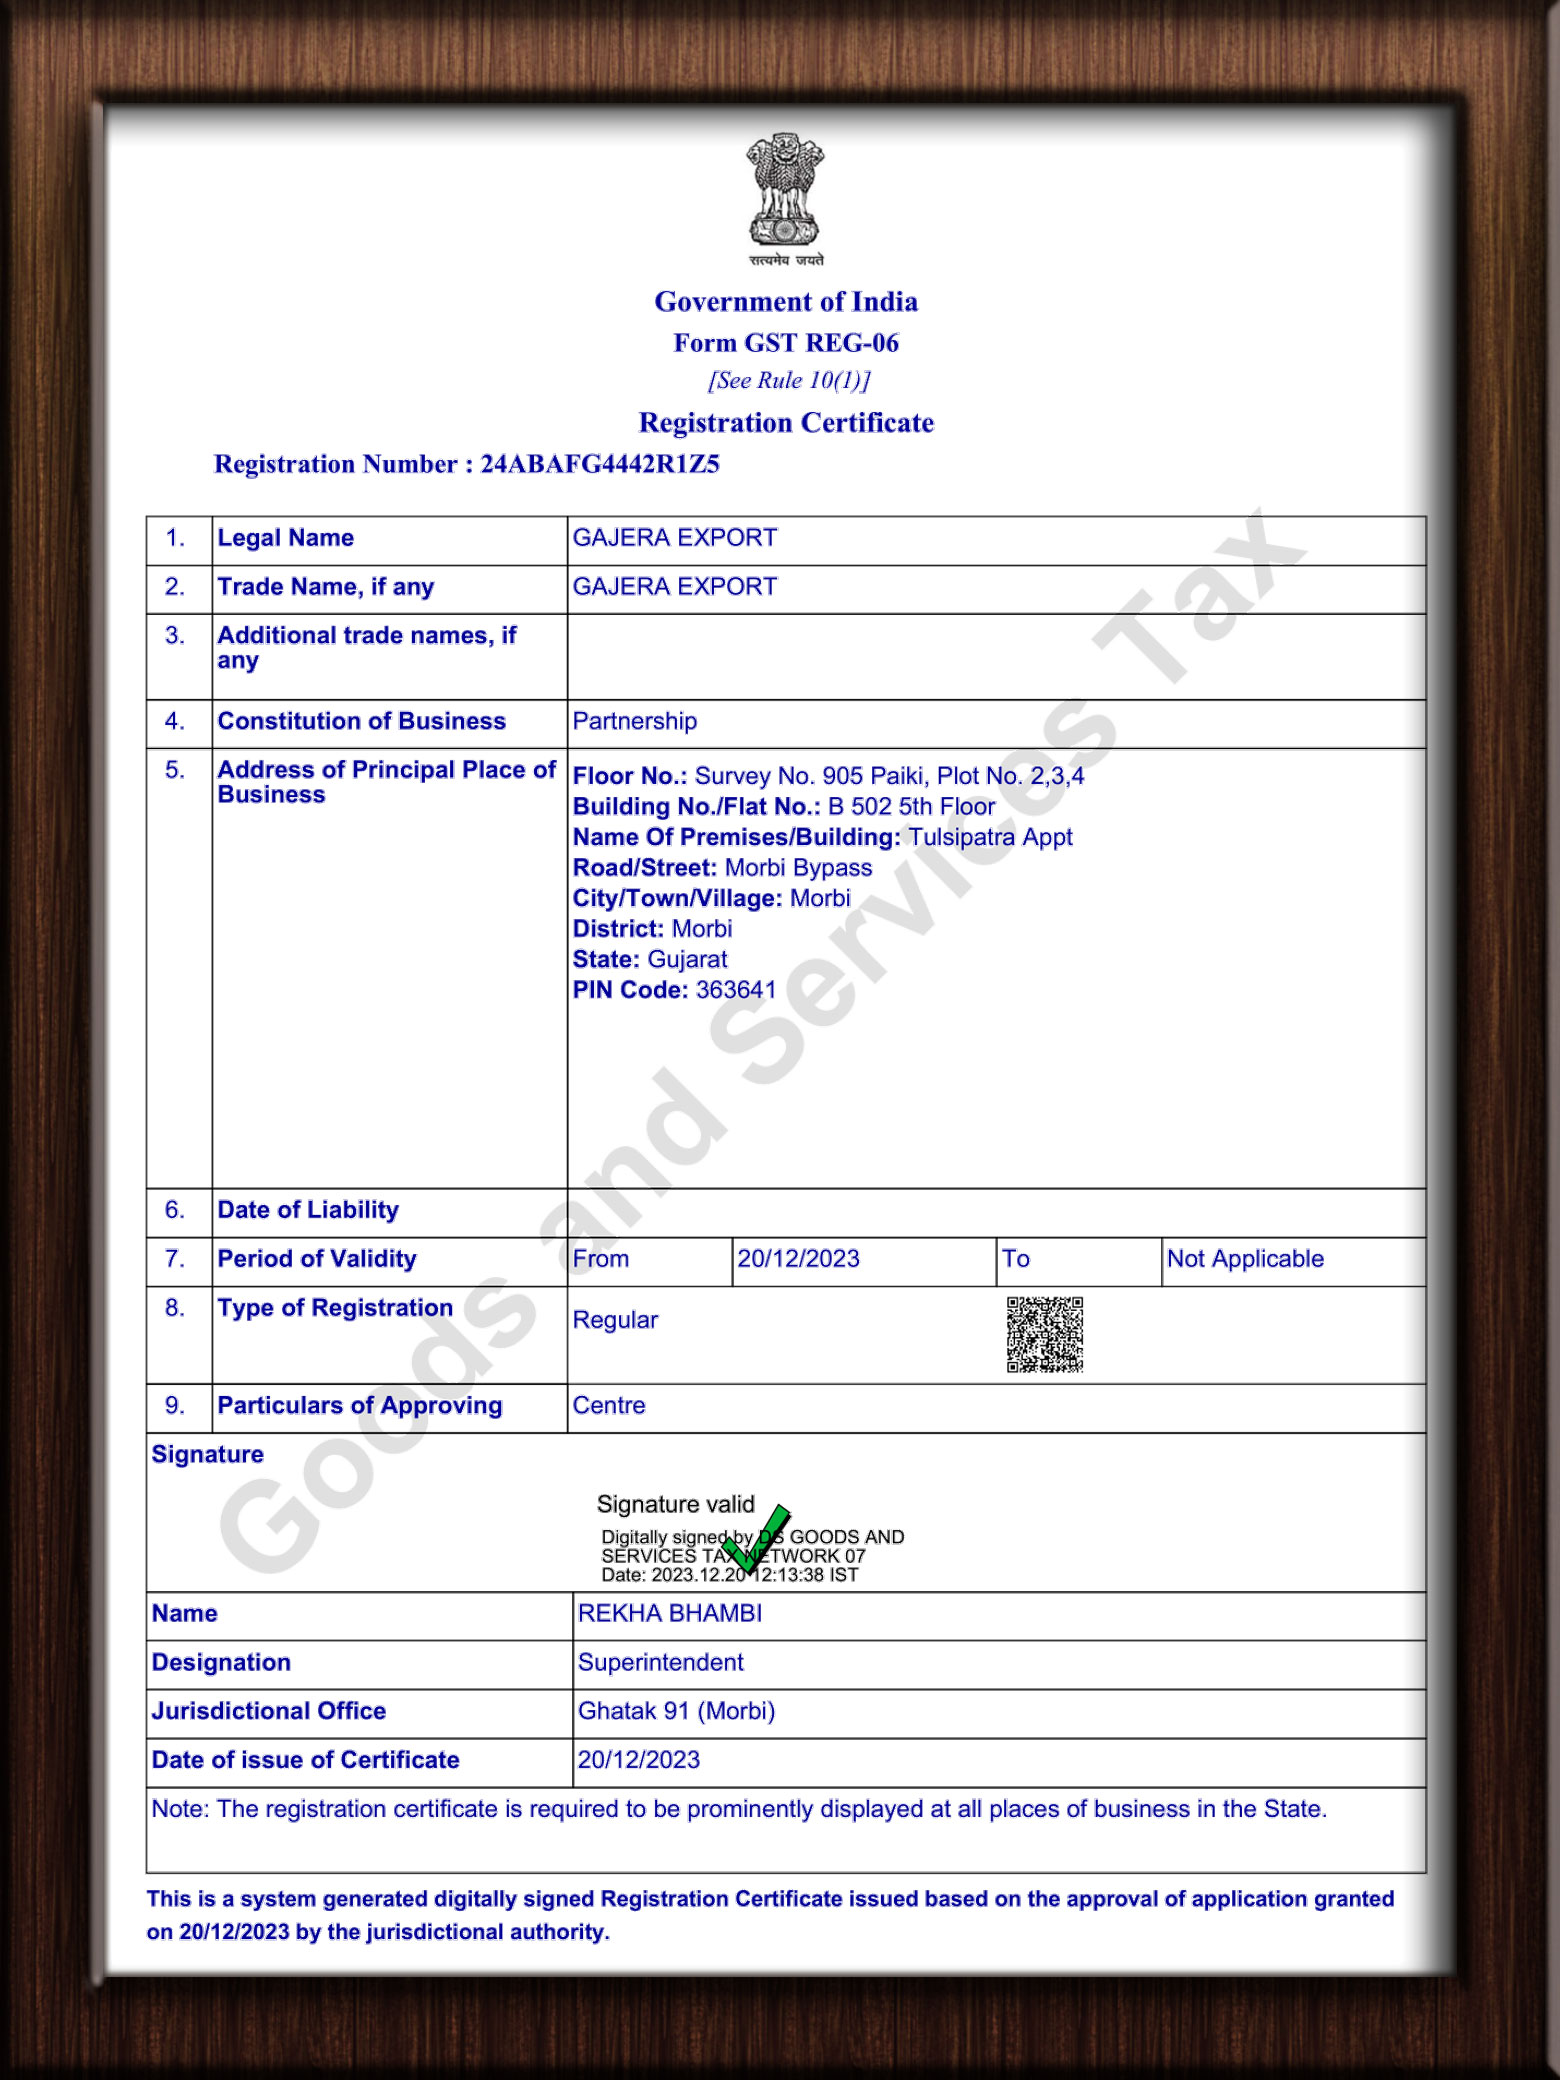 सत्यमेव जयते
Government of India
Form GST REG-06
[See Rule 10(1)]
Registration Certificate
Registration Number : 24ABAFG4442R1Z5
1. Legal Name GAJERA EXPORT
2. Trade Name, if any GAJERA EXPORT
3. Additional trade names, if
any
4. Constitution of Business Partnership
5. Address of Principal Place of
Business
Floor No.: Survey No. 905 Paiki, Plot No. 2,3,4
Building No./Flat No.: B 502 5th Floor
Name Of Premises/Building: Tulsipatra Appt
Road/Street: Morbi Bypass
City/Town/Village: Morbi
District: Morbi
State: Gujarat
PIN Code: 363641
6. Date of Liability
7. Period of Validity From 20/12/2023 To Not Applicable
8. Type of Registration Regular
9. Particulars of Approving Centre
Signature
Signature valid
Digitally signed by DS GOODS AND
SERVICES TAX NETWORK 07
Date: 2023.12.20 12:13:38 IST
Name REKHA BHAMBI
Designation Superintendent
Jurisdictional Office Ghatak 91 (Morbi)
Date of issue of Certificate 20/12/2023
Note: The registration certificate is required to be prominently displayed at all places of business in the State.
This is a system generated digitally signed Registration Certificate issued based on the approval of application granted
on 20/12/2023 by the jurisdictional authority.
Goods and Services Tax